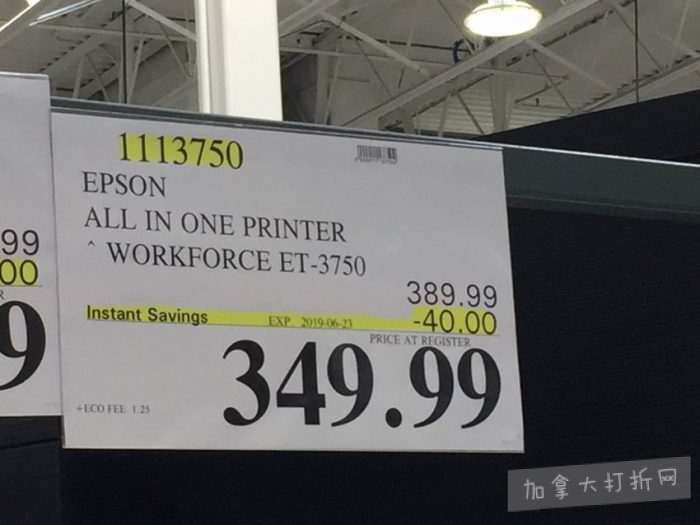 1113750
EPSON
ALL IN ONE PRINTER
^ WORKFORCE ET-3750
389.99
Instant Savings EXP 2019-06-23 -40.00
PRICE AT REGISTER
349.99
+ECO FEE 1.25
99
00
R
9
加拿大打折网